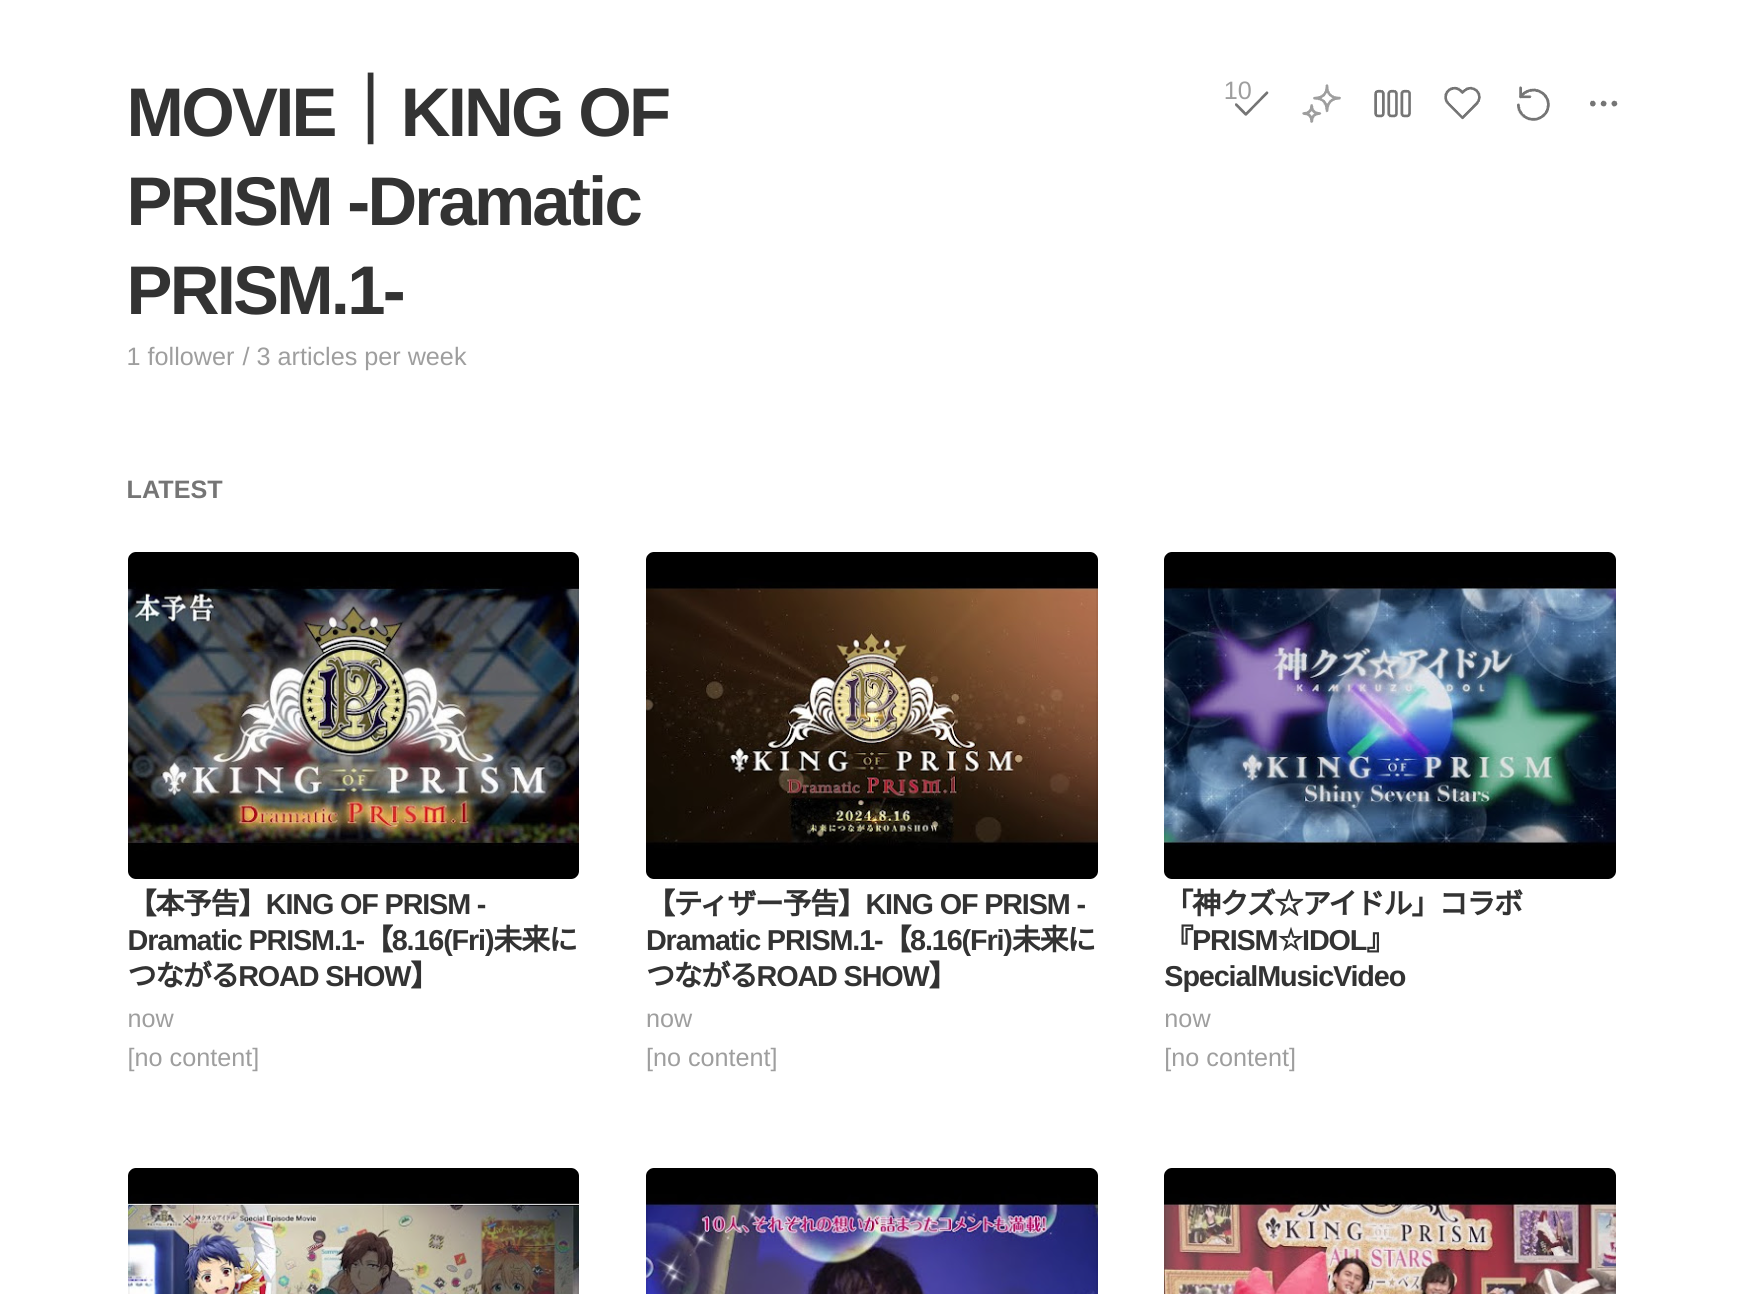 MOVIE｜KING OF
PRISM -Dramatic
PRISM.1-
10
1 follower / 3 articles per week
LATEST
本予告
KING OF PRISM
Dramatic PRISM.1
KING OF PRISM
Dramatic PRISM.1
2024.8.16
未来につながるROADSHOW
神クズ☆アイドル
KAMIKUZU IDOL
KING OF PRISM
Shiny Seven Stars
【本予告】KING OF PRISM -
Dramatic PRISM.1-【8.16(Fri)未来に
つながるROAD SHOW】
now
[no content]
【ティザー予告】KING OF PRISM -
Dramatic PRISM.1-【8.16(Fri)未来に
つながるROAD SHOW】
now
[no content]
「神クズ☆アイドル」コラボ
『PRISM☆IDOL』
SpecialMusicVideo
now
[no content]
神クズ☆アイドル Special Episode Movie
10人、それぞれの想いが詰まったコメントも満載!
KING OF PRISM
ALL STARS